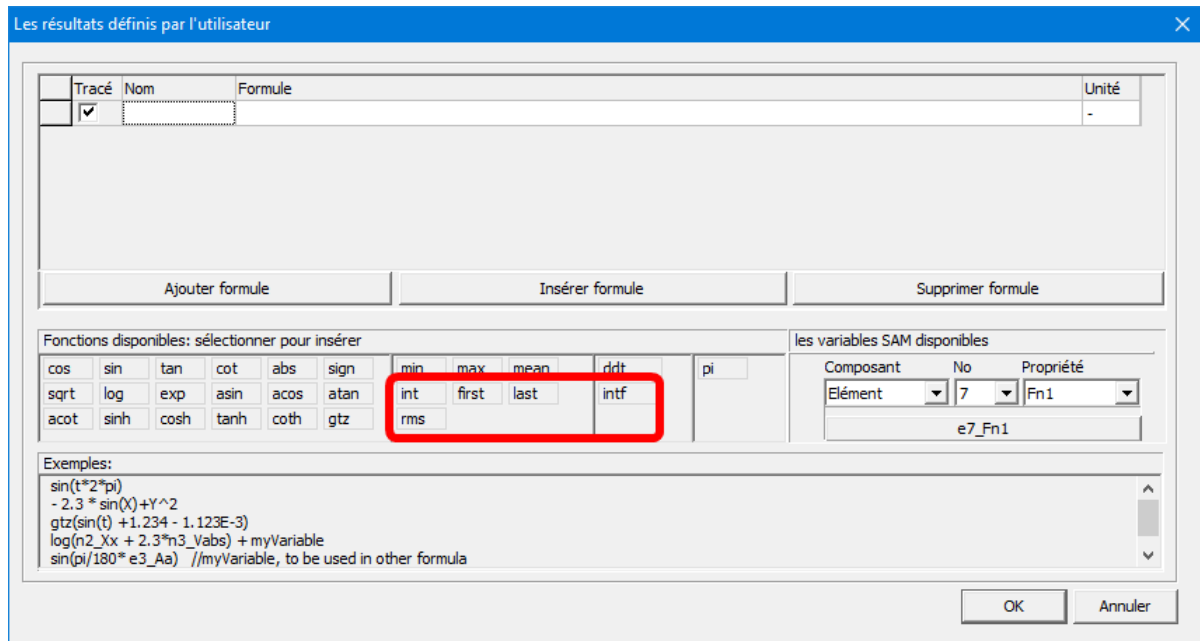 Les résultats définis par l'utilisateur
Tracé Nom Formule Unité
-
Ajouter formule Insérer formule Supprimer formule
Fonctions disponibles: sélectionner pour insérer les variables SAM disponibles
cos sin tan cot abs sign min max mean ddt pi Composant No Propriété
sqrt log exp asin acos atan int first last intf Elément 7 Fn1
acot sinh cosh tanh coth gtz rms e7_Fn1
Exemples:
sin(t*2*pi)
- 2.3 * sin(X)+Y^2
gtz(sin(t) +1.234 - 1.123E-3)
log(n2_Xx + 2.3*n3_Vabs) + myVariable
sin(pi/180* e3_Aa) //myVariable, to be used in other formula
OK Annuler